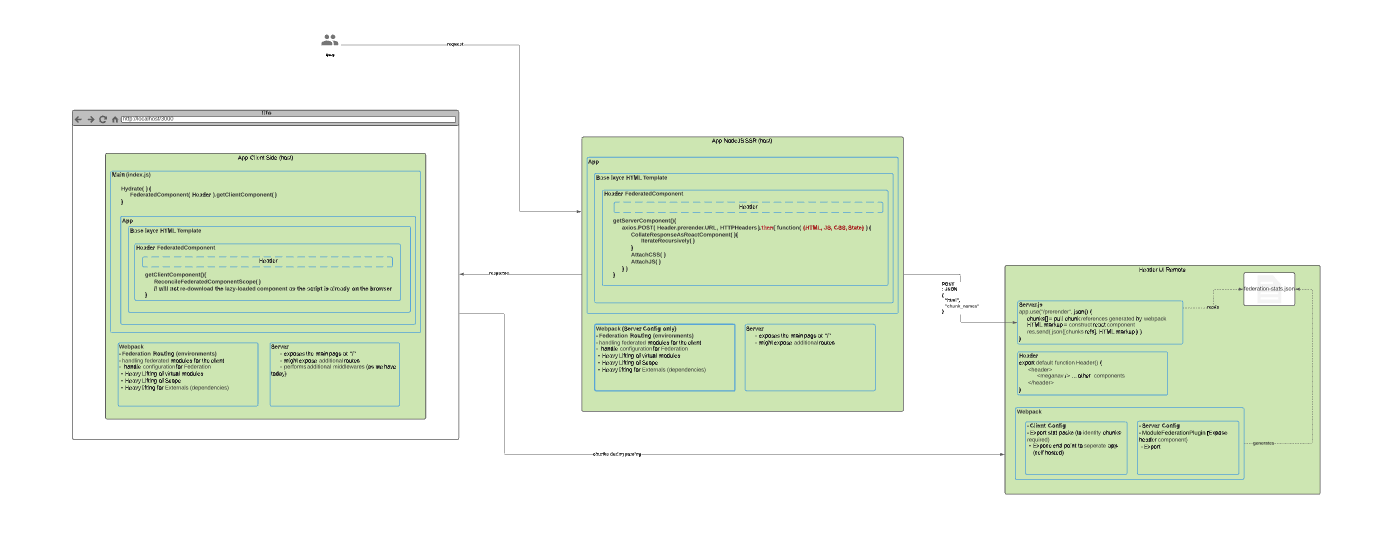 request
title
http://localhost/3000
App Client Side (host)
Main (index.js)
Hydrate( ) {
FederatedComponent( Header ).getClientComponent( )
}
App
Base layce HTML Template
Header FederatedComponent
Header
getClientComponent(){
ReconcileFederatedComponentScope( )
// will not re-download the lazy-loaded component as the script is already on the browser
}
Webpack
- Federation Routing (environments)
- handling federated modules for the client
- handle configuration for Federation
- Heavy Lifting of virtual modules
- Heavy Lifting of Scope
- Heavy lifting for Externals (dependencies)
Server
- exposes the main page at "/"
- might expose additional routes
- performs additional middlewares (as we have
today)
response
App NodeJS SSR (host)
App
Base layce HTML Template
Header FederatedComponent
Header
getServerComponent(){
axios.POST( Header.prerender.URL, HTTPHeaders ).then( function( {HTML, JS, CSS, State} ) {
CollateResponseAsReactComponent( ){
IterateRecursively( )
}
AttachCSS( )
AttachJS( )
} )
}
Webpack (Server Config only)
- Federation Routing (environments)
- handling federated modules for the client
- handle configuration for Federation
- Heavy Lifting of virtual modules
- Heavy Lifting of Scope
- Heavy lifting for Externals (dependencies)
Server
- exposes the main page at "/"
- might expose additional routes
POST
: JSON
{
"html",
"chunk_names"
}
chunks during parsing
Header UI Remote
federation-stats.json
reads
Server.js
app.use("/prerender", json() {
chunks[] = pull chunk references generated by webpack
HTML markup = construct react component
res.send( json[ {chunks refs}, HTML markup ) )
}
Header
export default function Header() {
<header>
<meganav /> ... other components
</header>
}
Webpack
- Client Config
- Export stat packs (to identify chunks
required)
- Export end point to seperate app
(self hosted)
- Server Config
- ModuleFederationPlugin (Expose
header component)
- Export
generates